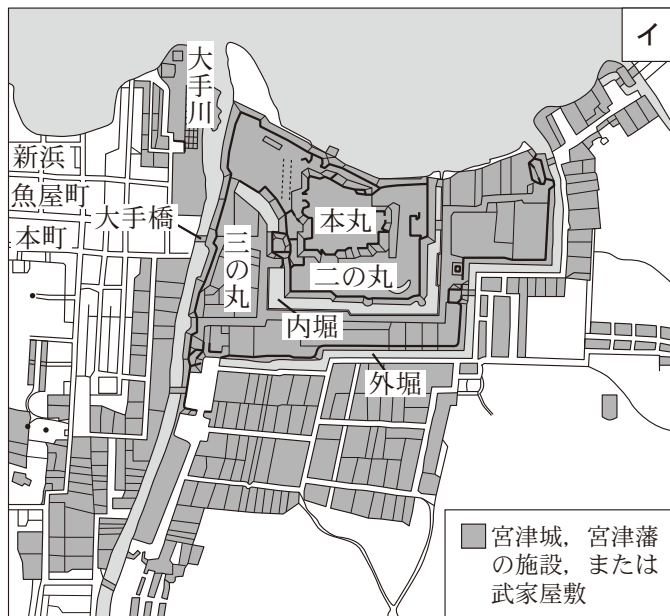 イ
大手川
新浜
魚屋町
本町
大手橋
三の丸
本丸
二の丸
内堀
外堀
宮津城，宮津藩
の施設，または
武家屋敷